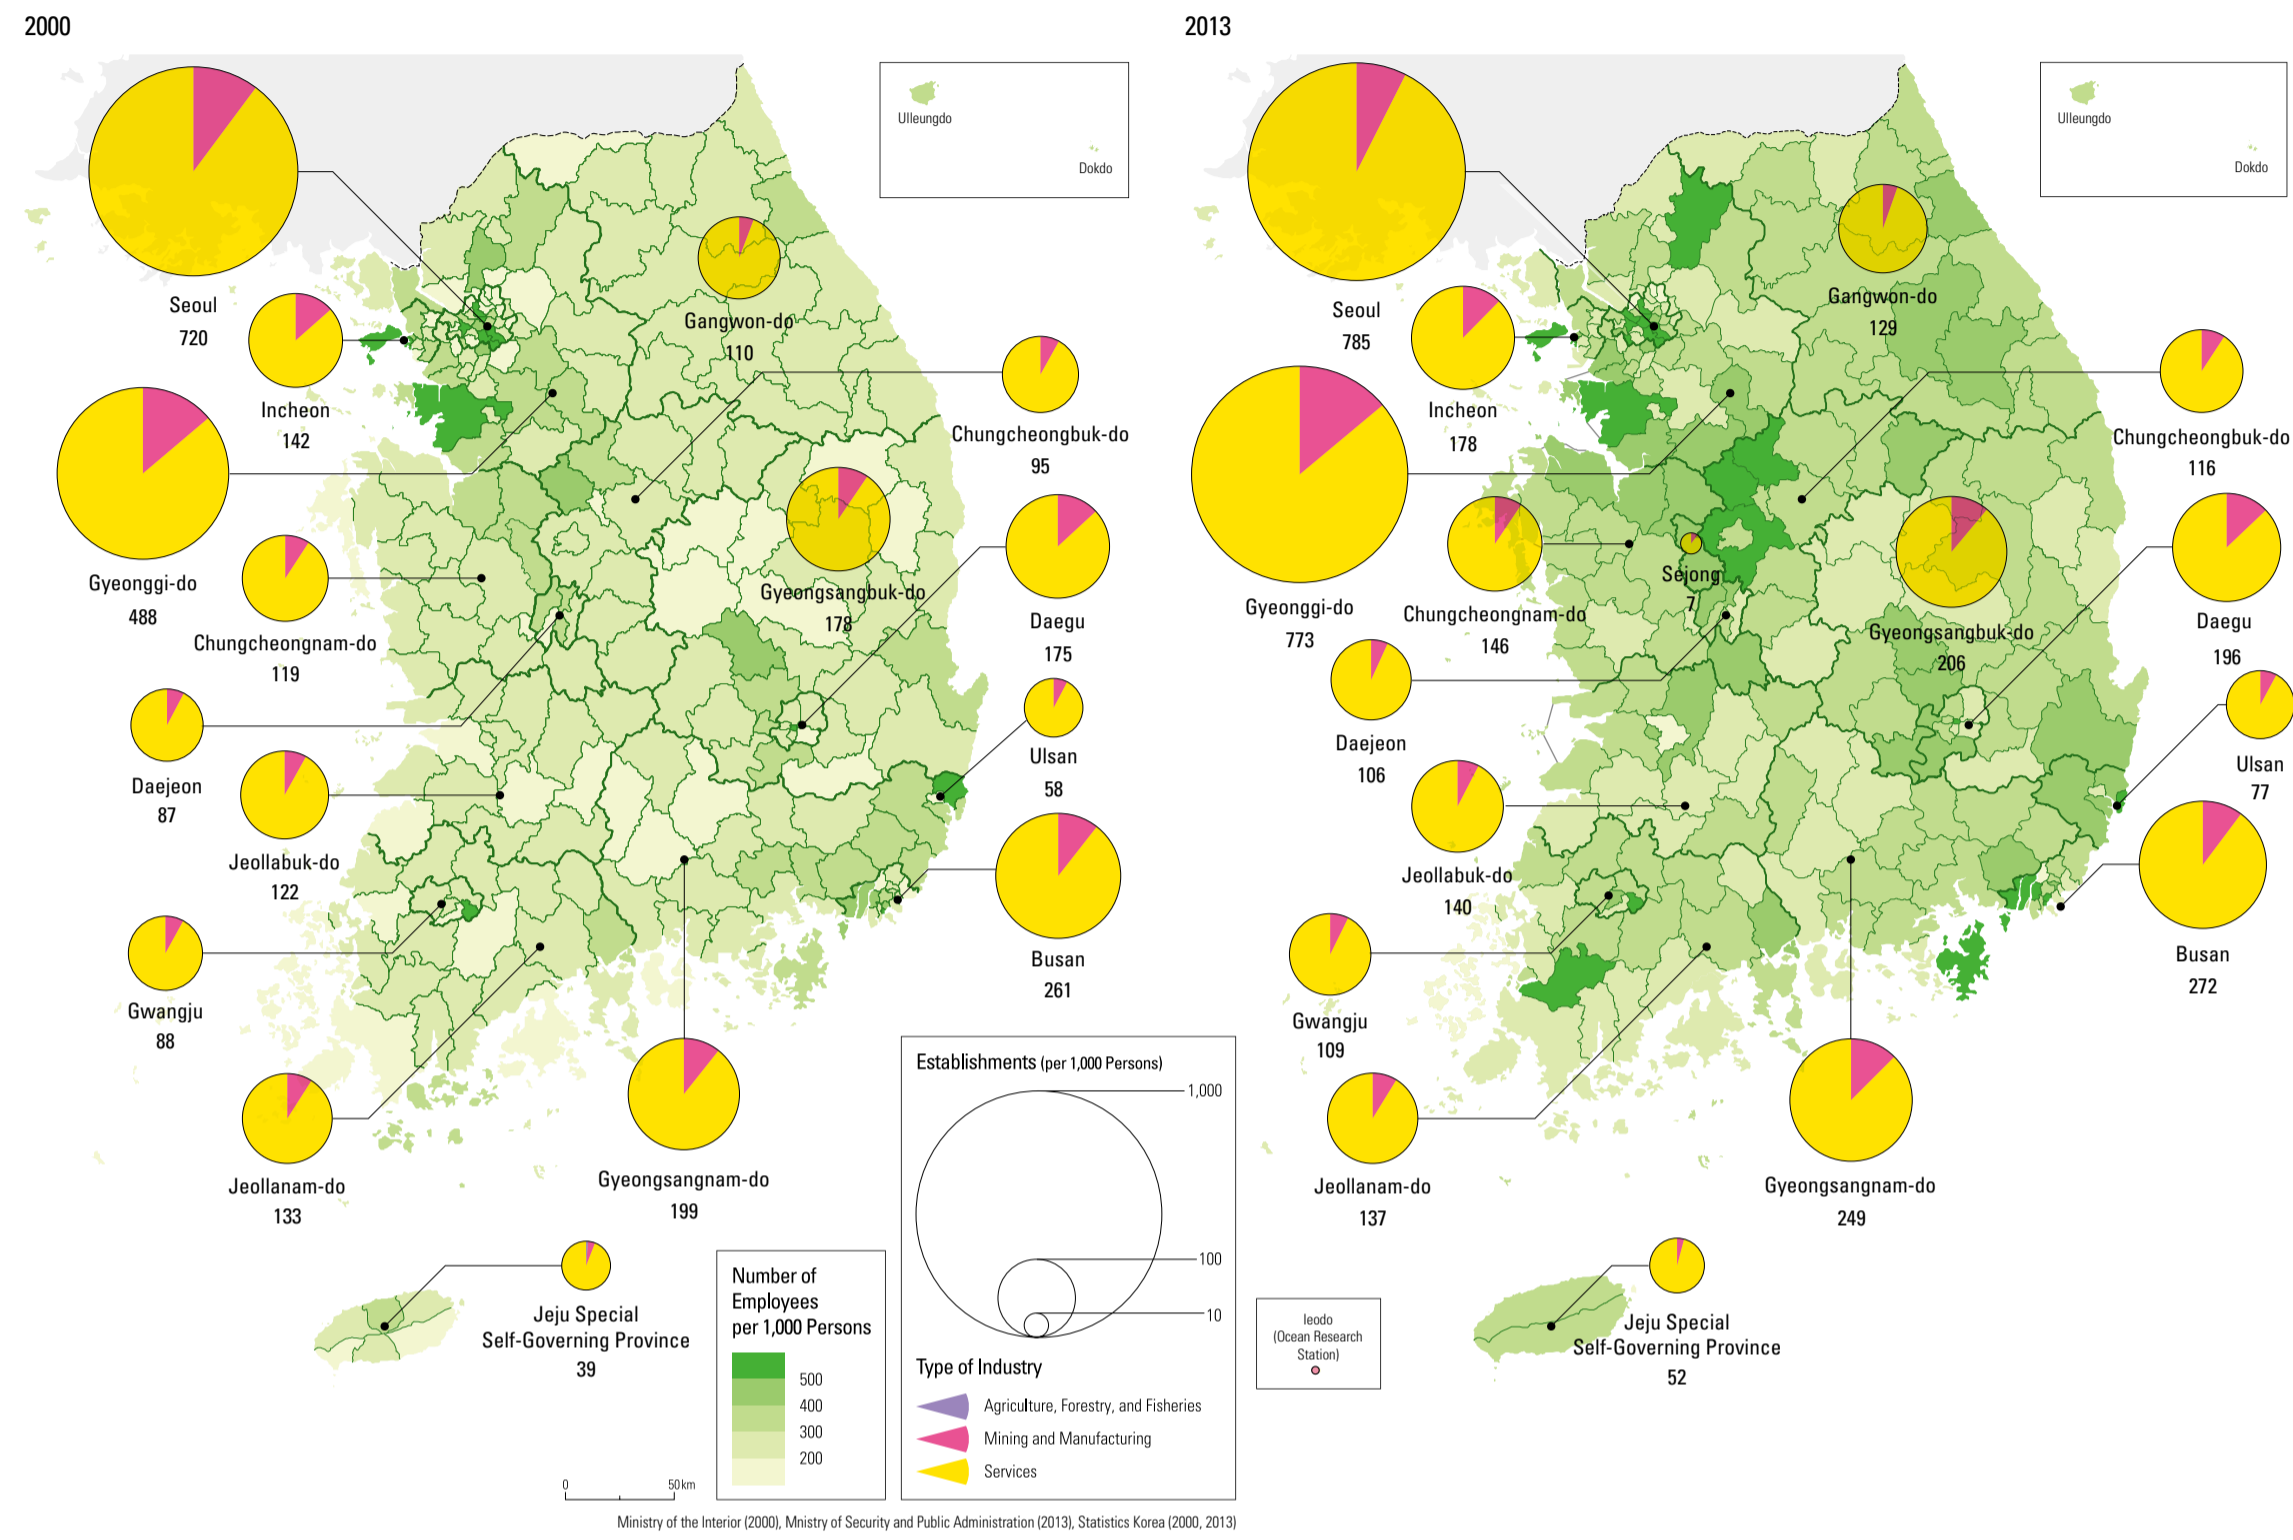 2000
Ulleungdo
Dokdo
Seoul
720
Incheon
142
Gyeonggi-do
488
Chungcheongnam-do
119
Daejeon
87
Jeollabuk-do
122
Gwangju
88
Jeollanam-do
133
Gangwon-do
110
Chungcheongbuk-do
95
Gyeongsangbuk-do
178
Daegu
175
Ulsan
58
Busan
261
Gyeongsangnam-do
199
Jeju Special
Self-Governing Province
39
2013
Ulleungdo
Dokdo
Seoul
785
Incheon
178
Gyeonggi-do
773
Chungcheongnam-do
146
Sejong
7
Daejeon
106
Jeollabuk-do
140
Gwangju
109
Jeollanam-do
137
Gangwon-do
129
Chungcheongbuk-do
116
Gyeongsangbuk-do
206
Daegu
196
Ulsan
77
Busan
272
Gyeongsangnam-do
249
Jeju Special
Self-Governing Province
52
Ieodo
(Ocean Research
Station)
Number of
Employees
per 1,000 Persons
500
400
300
200
Establishments (per 1,000 Persons)
1,000
100
10
Type of Industry
Agriculture, Forestry, and Fisheries
Mining and Manufacturing
Services
0 50km
Ministry of the Interior (2000), Mnistry of Security and Public Administration (2013), Statistics Korea (2000, 2013)